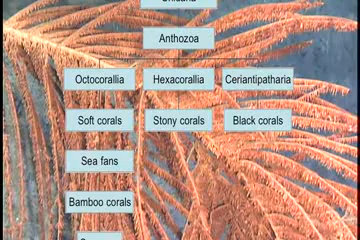 Anthozoa
Octocorallia Hexacorallia Ceriantipatharia
Soft corals Stony corals Black corals
Sea fans
Bamboo corals